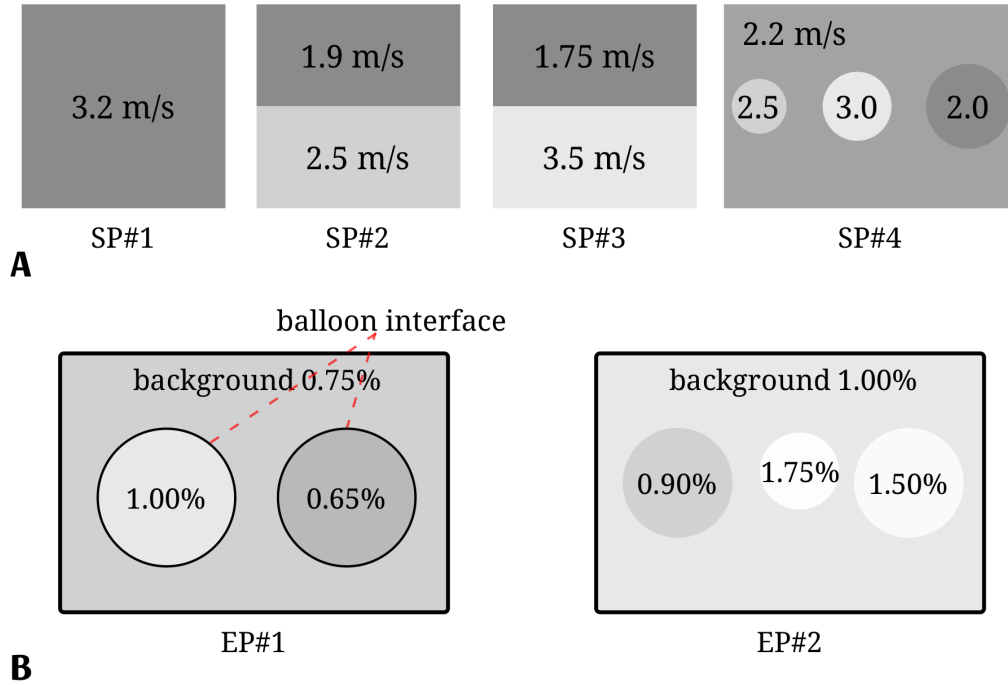 3.2 m/s
1.9 m/s
2.5 m/s
1.75 m/s
3.5 m/s
2.2 m/s
2.5
3.0
2.0
SP#1
SP#2
SP#3
SP#4
A
balloon interface
background 0.75%
1.00%
0.65%
background 1.00%
0.90%
1.75%
1.50%
EP#1
EP#2
B